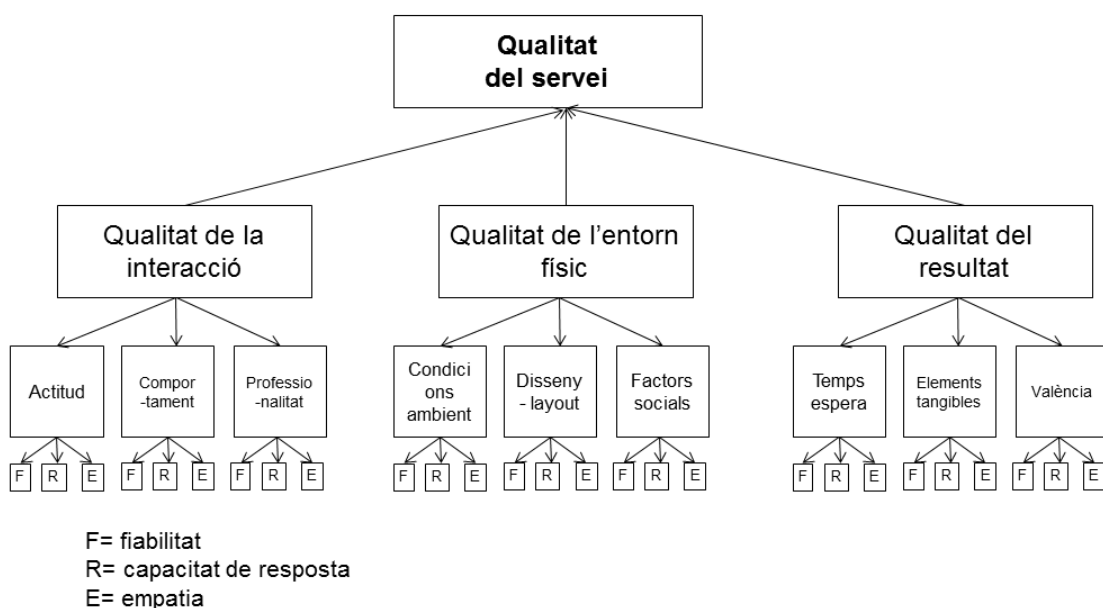 Qualitat
del servei
Qualitat de la
interacció
Qualitat de l'entorn
físic
Qualitat del
resultat
Actitud
Compor
-tament
Professio
-nalitat
Condici
ons
ambient
Disseny
- layout
Factors
socials
Temps
espera
Elements
tangibles
València
F R E F R E F R E F R E F R E F R E F R E F R E F R E
F= fiabilitat
R= capacitat de resposta
E= empatia